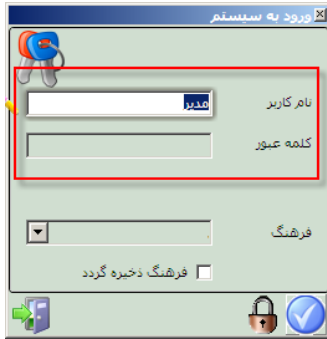 ورود به سیستم
نام کاربر
مدیر
کلمه عبور
فرهنگ
فرهنگ ذخیره گردد